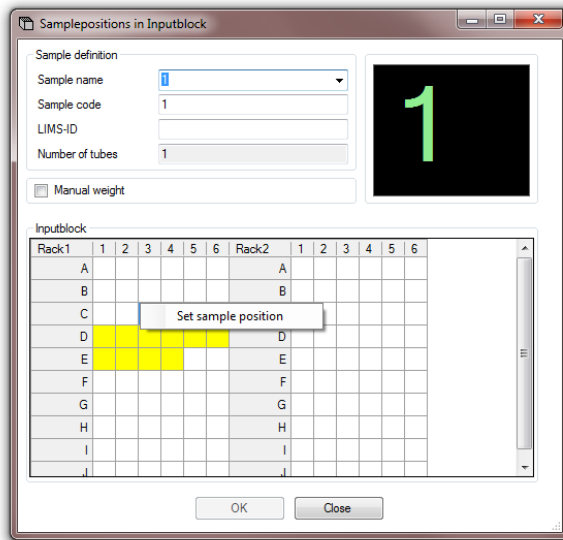 Samplepositions in Inputblock
Sample definition
Sample name 1
Sample code 1
LIMS-ID
Number of tubes 1
1
Manual weight
Inputblock
Rack1 1 2 3 4 5 6 Rack2 1 2 3 4 5 6
A A
B B
C
Set sample position
D D
E E
F F
G G
H H
I I
J J
OK Close